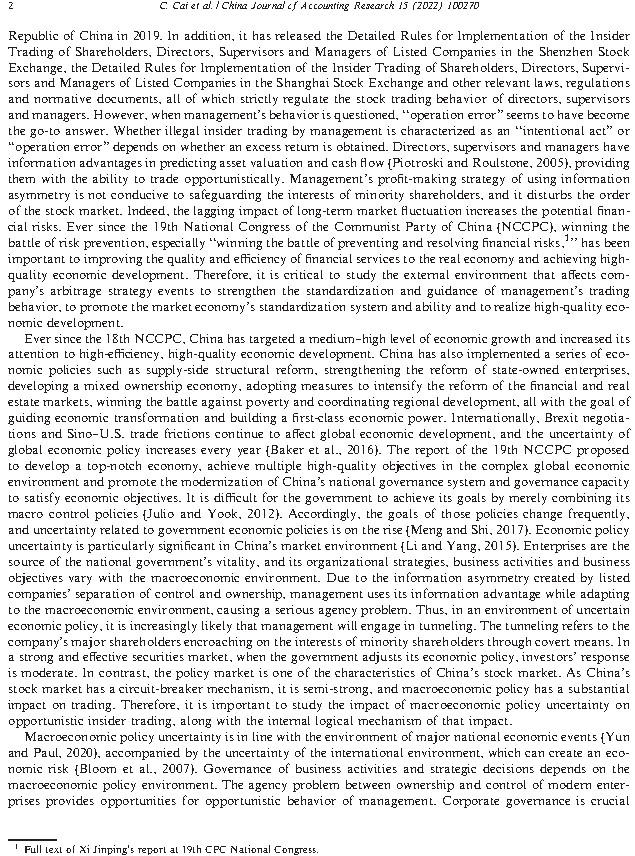 2
C. Cai et al. / China Journal of Accounting Research 15 (2022) 100270
Republic of China in 2019. In addition, it has released the Detailed Rules for Implementation of the Insider
Trading of Shareholders, Directors, Supervisors and Managers of Listed Companies in the Shenzhen Stock
Exchange, the Detailed Rules for Implementation of the Insider Trading of Shareholders, Directors, Supervi-
sors and Managers of Listed Companies in the Shanghai Stock Exchange and other relevant laws, regulations
and normative documents, all of which strictly regulate the stock trading behavior of directors, supervisors
and managers. However, when management's behavior is questioned, "operation error" seems to have become
the go-to answer. Whether illegal insider trading by management is characterized as an "intentional act" or
"operation error" depends on whether an excess return is obtained. Directors, supervisors and managers have
information advantages in predicting asset valuation and cash flow (Piotroski and Roulstone, 2005), providing
them with the ability to trade opportunistically. Management's profit-making strategy of using information
asymmetry is not conducive to safeguarding the interests of minority shareholders, and it disturbs the order
of the stock market. Indeed, the lagging impact of long-term market fluctuation increases the potential finan-
cial risks. Ever since the 19th National Congress of the Communist Party of China (NCCPC), winning the
battle of risk prevention, especially "winning the battle of preventing and resolving financial risks,1" has been
important to improving the quality and efficiency of financial services to the real economy and achieving high-
quality economic development. Therefore, it is critical to study the external environment that affects com-
pany's arbitrage strategy events to strengthen the standardization and guidance of management's trading
behavior, to promote the market economy's standardization system and ability and to realize high-quality eco-
nomic development.
Ever since the 18th NCCPC, China has targeted a medium–high level of economic growth and increased its
attention to high-efficiency, high-quality economic development. China has also implemented a series of eco-
nomic policies such as supply-side structural reform, strengthening the reform of state-owned enterprises,
developing a mixed ownership economy, adopting measures to intensify the reform of the financial and real
estate markets, winning the battle against poverty and coordinating regional development, all with the goal of
guiding economic transformation and building a first-class economic power. Internationally, Brexit negotia-
tions and Sino–U.S. trade frictions continue to affect global economic development, and the uncertainty of
global economic policy increases every year (Baker et al., 2016). The report of the 19th NCCPC proposed
to develop a top-notch economy, achieve multiple high-quality objectives in the complex global economic
environment and promote the modernization of China's national governance system and governance capacity
to satisfy economic objectives. It is difficult for the government to achieve its goals by merely combining its
macro control policies (Julio and Yook, 2012). Accordingly, the goals of those policies change frequently,
and uncertainty related to government economic policies is on the rise (Meng and Shi, 2017). Economic policy
uncertainty is particularly significant in China's market environment (Li and Yang, 2015). Enterprises are the
source of the national government's vitality, and its organizational strategies, business activities and business
objectives vary with the macroeconomic environment. Due to the information asymmetry created by listed
companies' separation of control and ownership, management uses its information advantage while adapting
to the macroeconomic environment, causing a serious agency problem. Thus, in an environment of uncertain
economic policy, it is increasingly likely that management will engage in tunneling. The tunneling refers to the
company's major shareholders encroaching on the interests of minority shareholders through covert means. In
a strong and effective securities market, when the government adjusts its economic policy, investors' response
is moderate. In contrast, the policy market is one of the characteristics of China's stock market. As China's
stock market has a circuit-breaker mechanism, it is semi-strong, and macroeconomic policy has a substantial
impact on trading. Therefore, it is important to study the impact of macroeconomic policy uncertainty on
opportunistic insider trading, along with the internal logical mechanism of that impact.
Macroeconomic policy uncertainty is in line with the environment of major national economic events (Yun
and Paul, 2020), accompanied by the uncertainty of the international environment, which can create an eco-
nomic risk (Bloom et al., 2007). Governance of business activities and strategic decisions depends on the
macroeconomic policy environment. The agency problem between ownership and control of modern enter-
prises provides opportunities for opportunistic behavior of management. Corporate governance is crucial
1 Full text of Xi Jinping's report at 19th CPC National Congress.